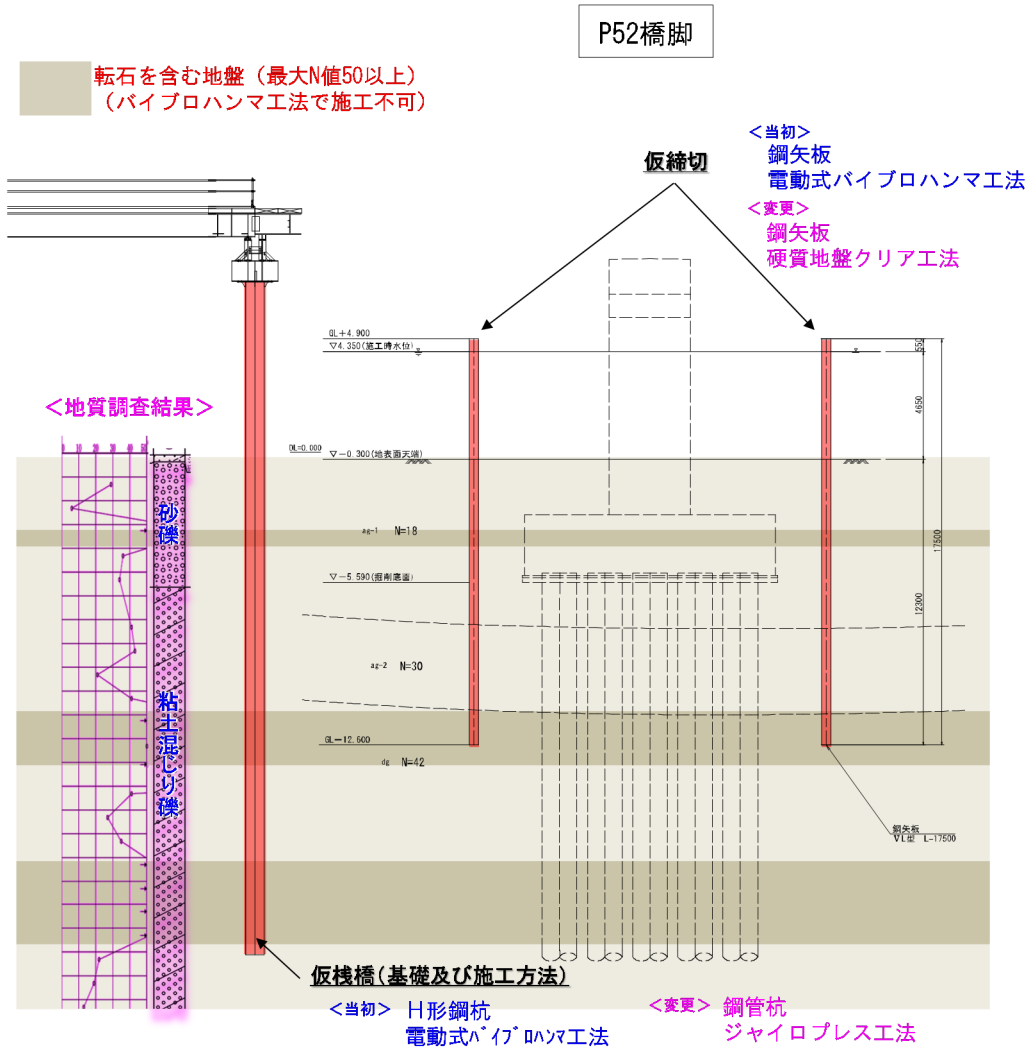 P52橋脚
転石を含む地盤（最大N値50以上）
（バイブロハンマ工法で施工不可）
＜当初＞
鋼矢板
電動式バイブロハンマ工法
＜変更＞
鋼矢板
硬質地盤クリア工法
仮締切
GL+4.900
▽4.350(施工時水位)
550
4650
17500
12300
＜地質調査結果＞
0 10 20 30 40 50
DL=0.000
▽-0.300(地表面天端)
砂礫
ag-1 N=18
▽-5.590(掘削底面)
ag-2 N=30
粘土混じり礫
GL-12.600
dg N=42
鋼矢板
VL型 L-17500
仮桟橋(基礎及び施工方法)
＜当初＞ H形鋼杭
電動式バイブロハンマ工法
＜変更＞ 鋼管杭
ジャイロプレス工法